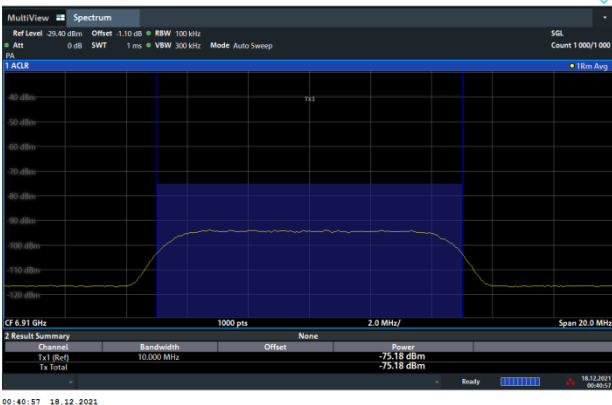 MultiView Spectrum
Ref Level -29.40 dBm Offset -1.10 dB RBW 100 kHz SGL
Att 0 dB SWT 1 ms VBW 300 kHz Mode Auto Sweep Count 1000/1000
PA
1 ACLR 1Rm Avg
Tx1
-40 dBm
-50 dBm
-60 dBm
-70 dBm
-80 dBm
-90 dBm
-100 dBm
-110 dBm
-120 dBm
CF 6.91 GHz 1000 pts 2.0 MHz/ Span 20.0 MHz
2 Result Summary None
Channel Bandwidth Offset Power
Tx1 (Ref) 10.000 MHz -75.18 dBm
Tx Total -75.18 dBm
Ready 18.12.2021
00:40:57
00:40:57 18.12.2021